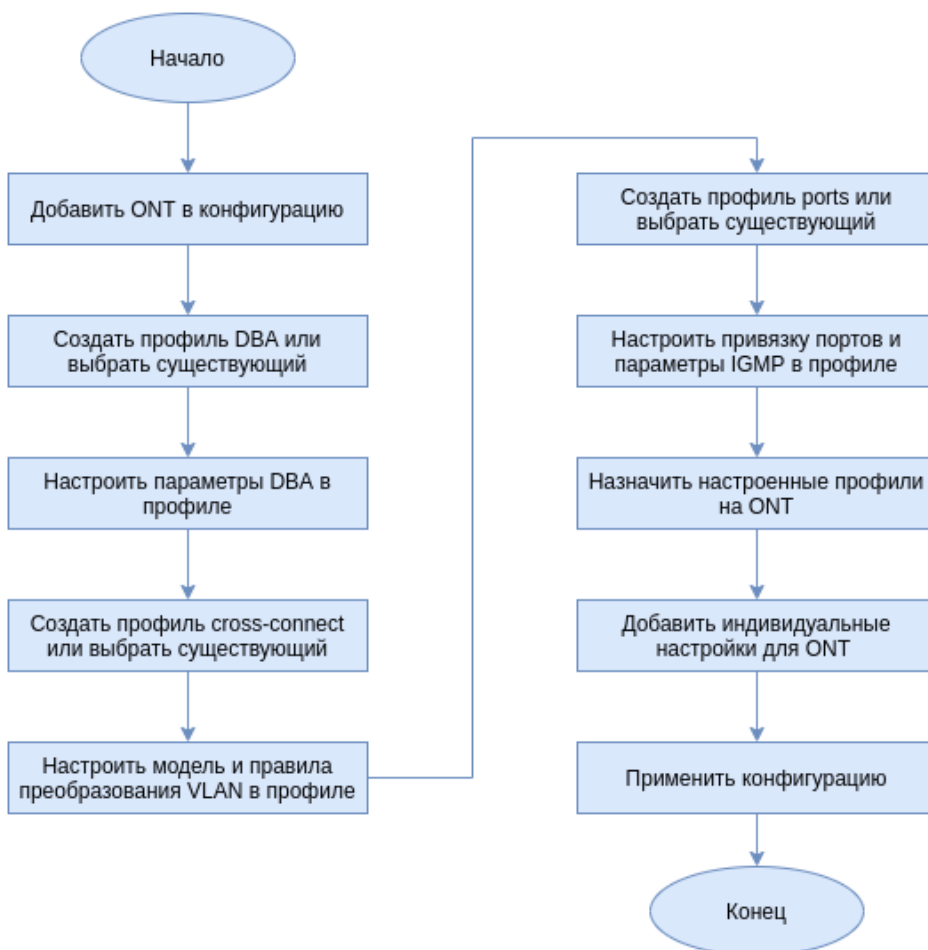 Начало
Добавить ONT в конфигурацию
Создать профиль DBA или
выбрать существующий
Настроить параметры DBA в
профиле
Создать профиль cross-connect
или выбрать существующий
Настроить модель и правила
преобразования VLAN в профиле
Создать профиль ports или
выбрать существующий
Настроить привязку портов и
параметры IGMP в профиле
Назначить настроенные профили
на ONT
Добавить индивидуальные
настройки для ONT
Применить конфигурацию
Конец